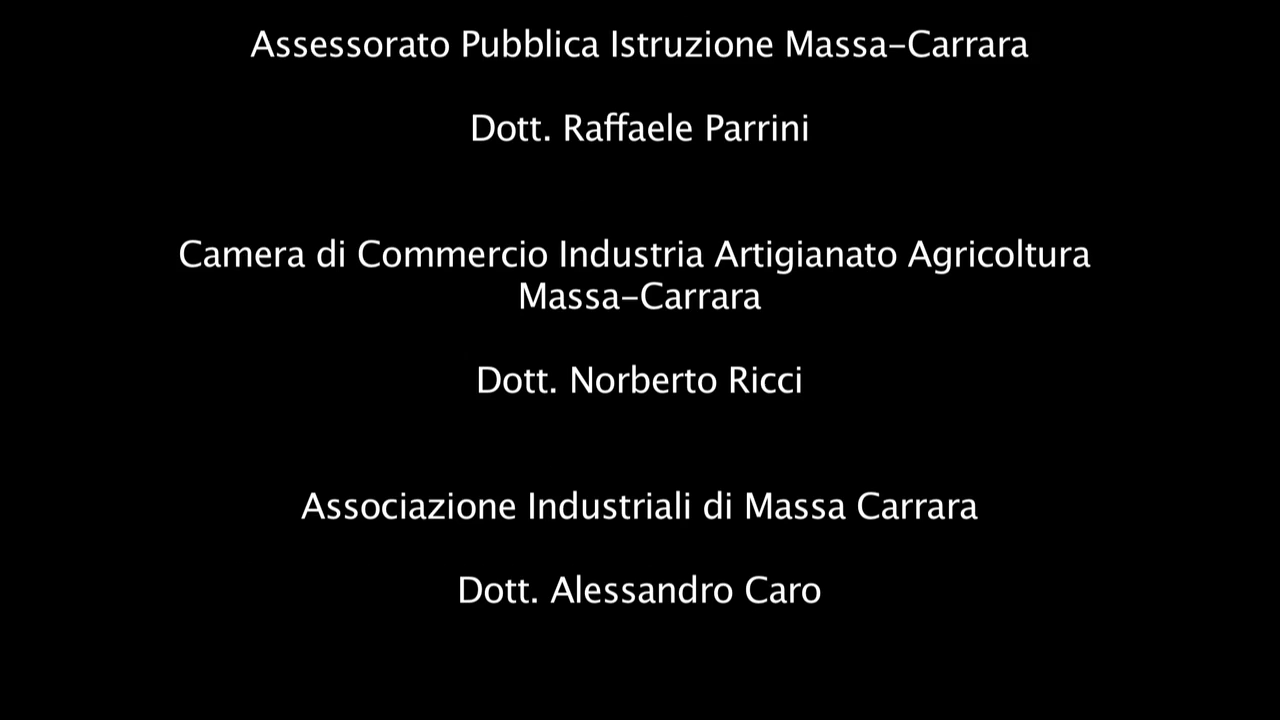 Assessorato Pubblica Istruzione Massa-Carrara
Dott. Raffaele Parrini
Camera di Commercio Industria Artigianato Agricoltura
Massa-Carrara
Dott. Norberto Ricci
Associazione Industriali di Massa Carrara
Dott. Alessandro Caro